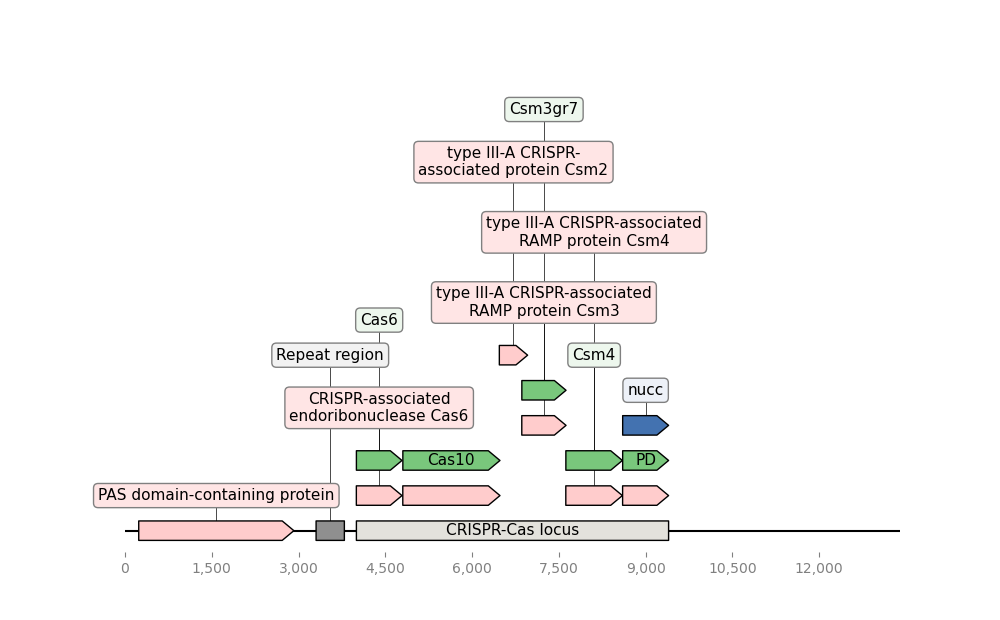 Csm3gr7
type III-A CRISPR-
associated protein Csm2
type III-A CRISPR-associated
RAMP protein Csm4
type III-A CRISPR-associated
RAMP protein Csm3
Cas6
Repeat region
Csm4
CRISPR-associated
endoribonuclease Cas6
nucc
Cas10
PD
PAS domain-containing protein
CRISPR-Cas locus
0
1,500
3,000
4,500
6,000
7,500
9,000
10,500
12,000